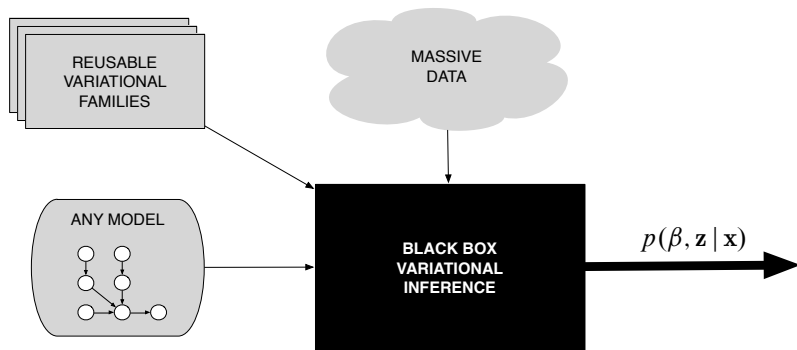 REUSABLE
VARIATIONAL
FAMILIES
MASSIVE
DATA
ANY MODEL
BLACK BOX
VARIATIONAL
INFERENCE
p(β, z | x)